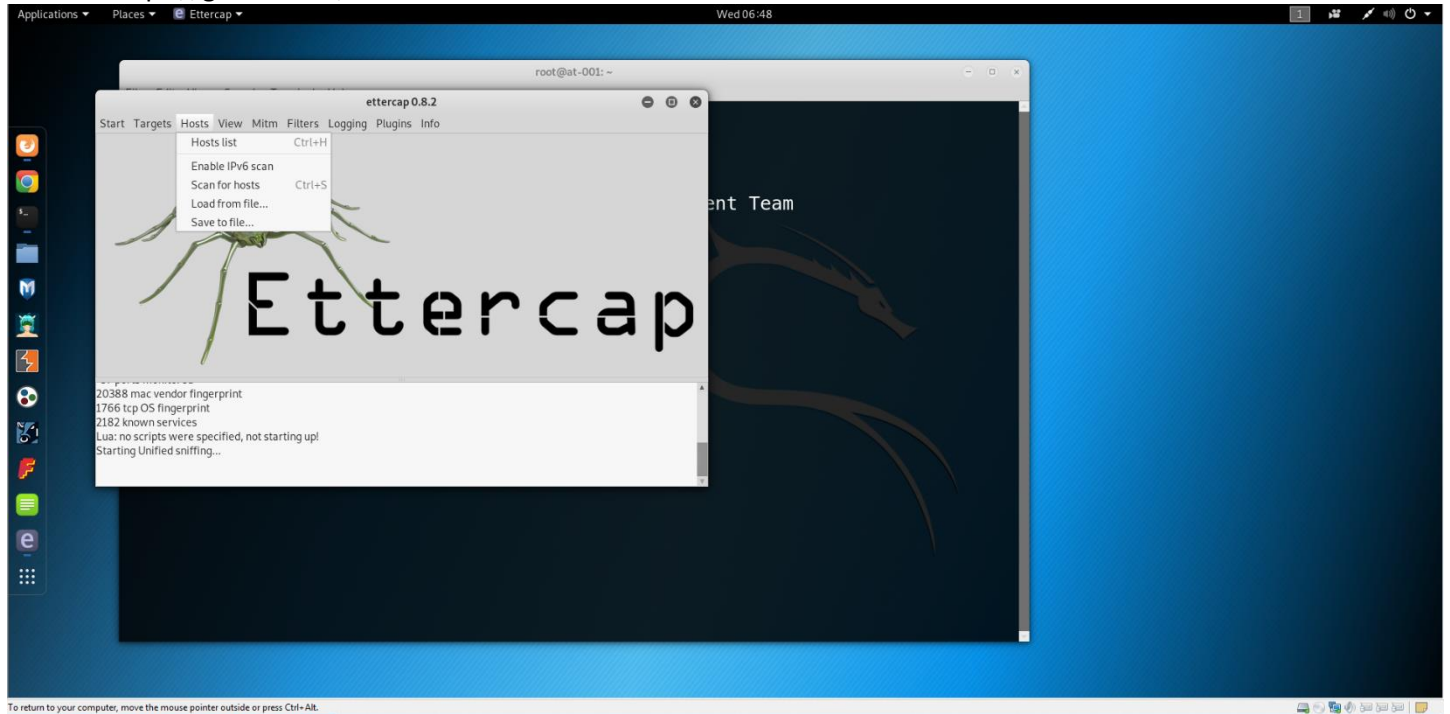 Applications Places Ettercap Wed 06:48 1
root@at-001: ~
ettercap 0.8.2
Start Targets Hosts View Mitm Filters Logging Plugins Info
Hosts list Ctrl+H
Enable IPv6 scan
Scan for hosts Ctrl+S
Load from file...
Save to file...
ent Team
Ettercap
20388 mac vendor fingerprint
1766 tcp OS fingerprint
2182 known services
Lua: no scripts were specified, not starting up!
Starting Unified sniffing...
To return to your computer, move the mouse pointer outside or press Ctrl+Alt.